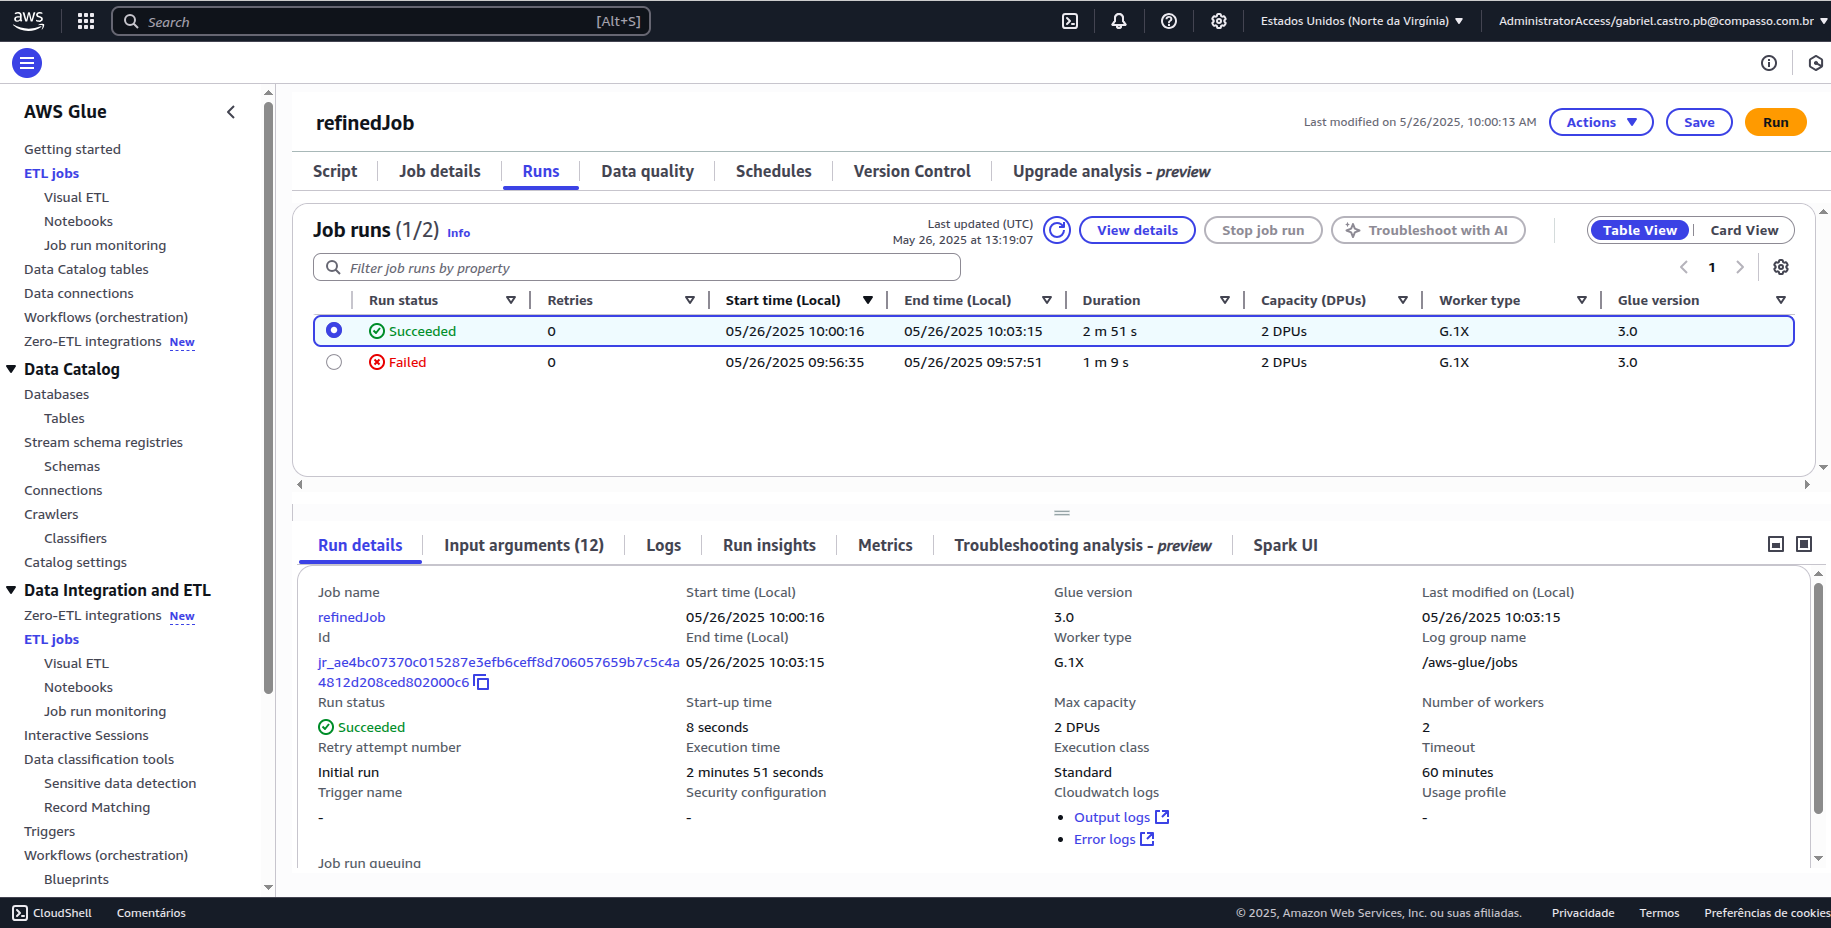 aws
Search
[Alt+S]
Estados Unidos (Norte da Virgínia)
AdministratorAccess/gabriel.castro.pb@compasso.com.br
AWS Glue
Getting started
ETL jobs
Visual ETL
Notebooks
Job run monitoring
Data Catalog tables
Data connections
Workflows (orchestration)
Zero-ETL integrations New
Data Catalog
Databases
Tables
Stream schema registries
Schemas
Connections
Crawlers
Classifiers
Catalog settings
Data Integration and ETL
Zero-ETL integrations New
ETL jobs
Visual ETL
Notebooks
Job run monitoring
Interactive Sessions
Data classification tools
Sensitive data detection
Record Matching
Triggers
Workflows (orchestration)
Blueprints
refinedJob
Last modified on 5/26/2025, 10:00:13 AM
Actions
Save
Run
Script
Job details
Runs
Data quality
Schedules
Version Control
Upgrade analysis - preview
Job runs (1/2) Info
Last updated (UTC)
May 26, 2025 at 13:19:07
View details
Stop job run
Troubleshoot with AI
Table View
Card View
Filter job runs by property
1
Run status Retries Start time (Local) End time (Local) Duration Capacity (DPUs) Worker type Glue version
Succeeded 0 05/26/2025 10:00:16 05/26/2025 10:03:15 2 m 51 s 2 DPUs G.1X 3.0
Failed 0 05/26/2025 09:56:35 05/26/2025 09:57:51 1 m 9 s 2 DPUs G.1X 3.0
Run details
Input arguments (12)
Logs
Run insights
Metrics
Troubleshooting analysis - preview
Spark UI
Job name Start time (Local) Glue version Last modified on (Local)
refinedJob 05/26/2025 10:00:16 3.0 05/26/2025 10:03:15
Id End time (Local) Worker type Log group name
jr_ae4bc07370c015287e3efb6ceff8d706057659b7c5c4a 05/26/2025 10:03:15 G.1X /aws-glue/jobs
4812d208ced802000c6
Run status Start-up time Max capacity Number of workers
Succeeded 8 seconds 2 DPUs 2
Retry attempt number Execution time Execution class Timeout
Initial run 2 minutes 51 seconds Standard 60 minutes
Trigger name Security configuration Cloudwatch logs Usage profile
- - • Output logs -
• Error logs
Job run queuing
CloudShell
Comentários
© 2025, Amazon Web Services, Inc. ou suas afiliadas.
Privacidade
Termos
Preferências de cookies